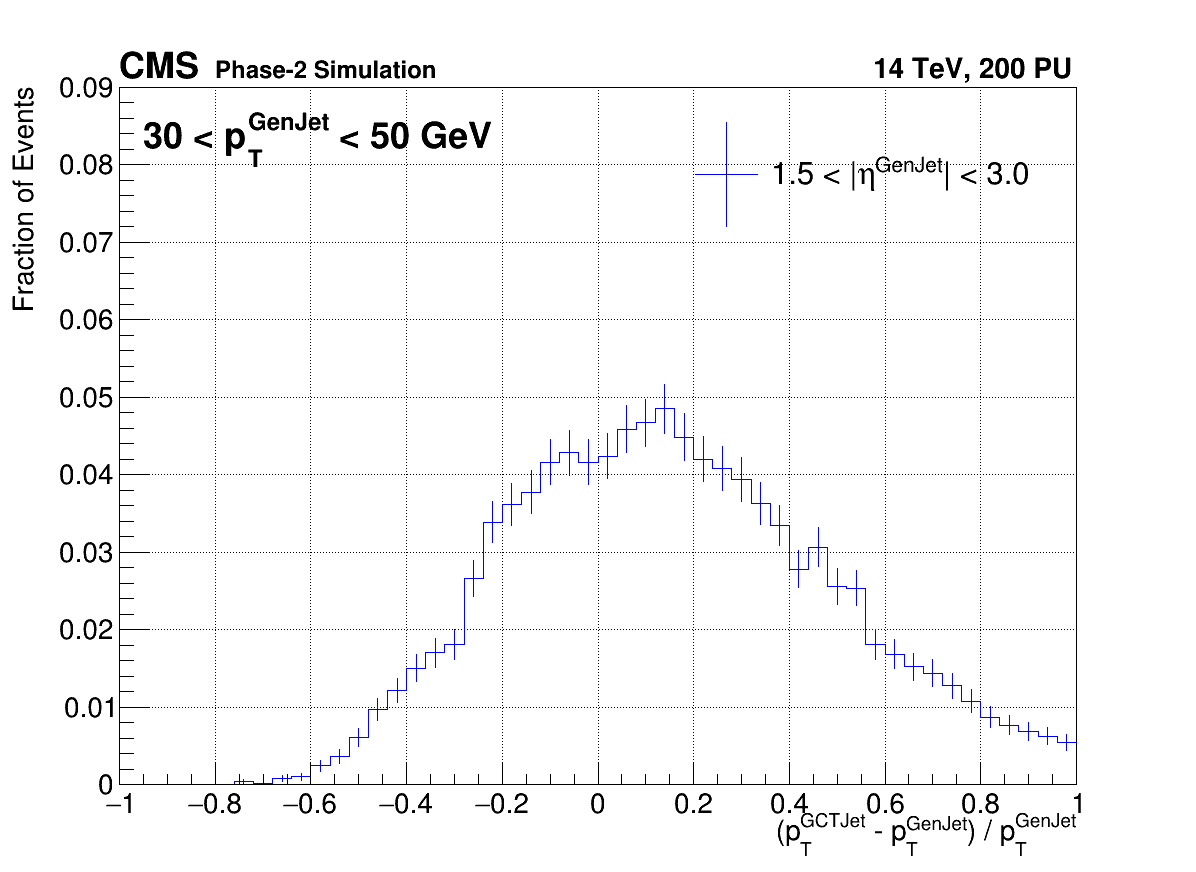 CMS Phase-2 Simulation 14 TeV, 200 PU
Fraction of Events
30 < p_T^GenJet < 50 GeV
1.5 < |η^GenJet| < 3.0
0.09
0.08
0.07
0.06
0.05
0.04
0.03
0.02
0.01
0
−1 −0.8 −0.6 −0.4 −0.2 0 0.2 0.4 0.6 0.8 1
(p_T^GCTJet - p_T^GenJet) / p_T^GenJet